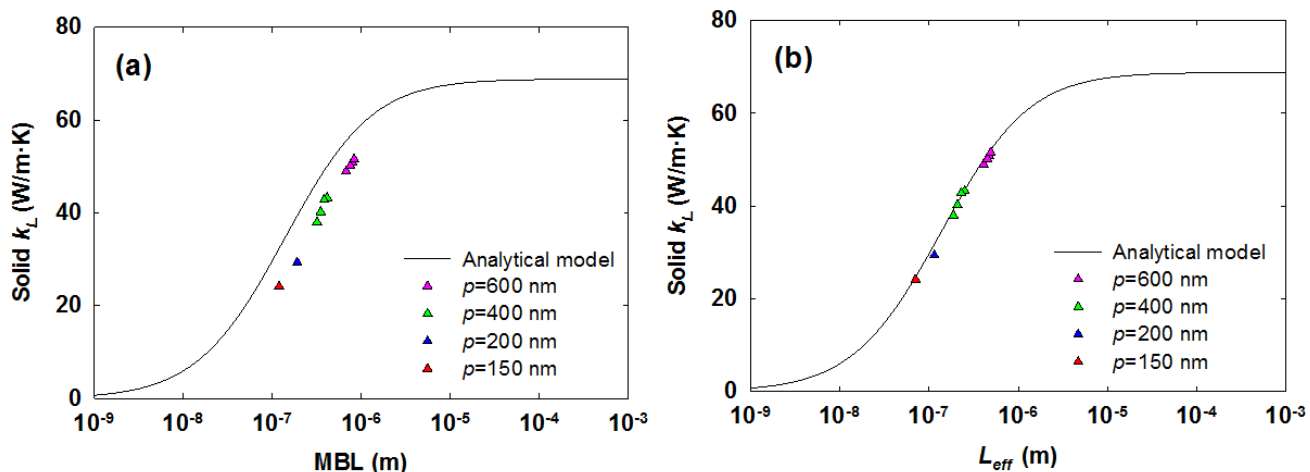 (a)
Solid k_L (W/m·K)
80
60
40
20
0
Analytical model
p=600 nm
p=400 nm
p=200 nm
p=150 nm
10⁻⁹ 10⁻⁸ 10⁻⁷ 10⁻⁶ 10⁻⁵ 10⁻⁴ 10⁻³
MBL (m)
(b)
Solid k_L (W/m·K)
80
60
40
20
0
Analytical model
p=600 nm
p=400 nm
p=200 nm
p=150 nm
10⁻⁹ 10⁻⁸ 10⁻⁷ 10⁻⁶ 10⁻⁵ 10⁻⁴ 10⁻³
L_eff (m)